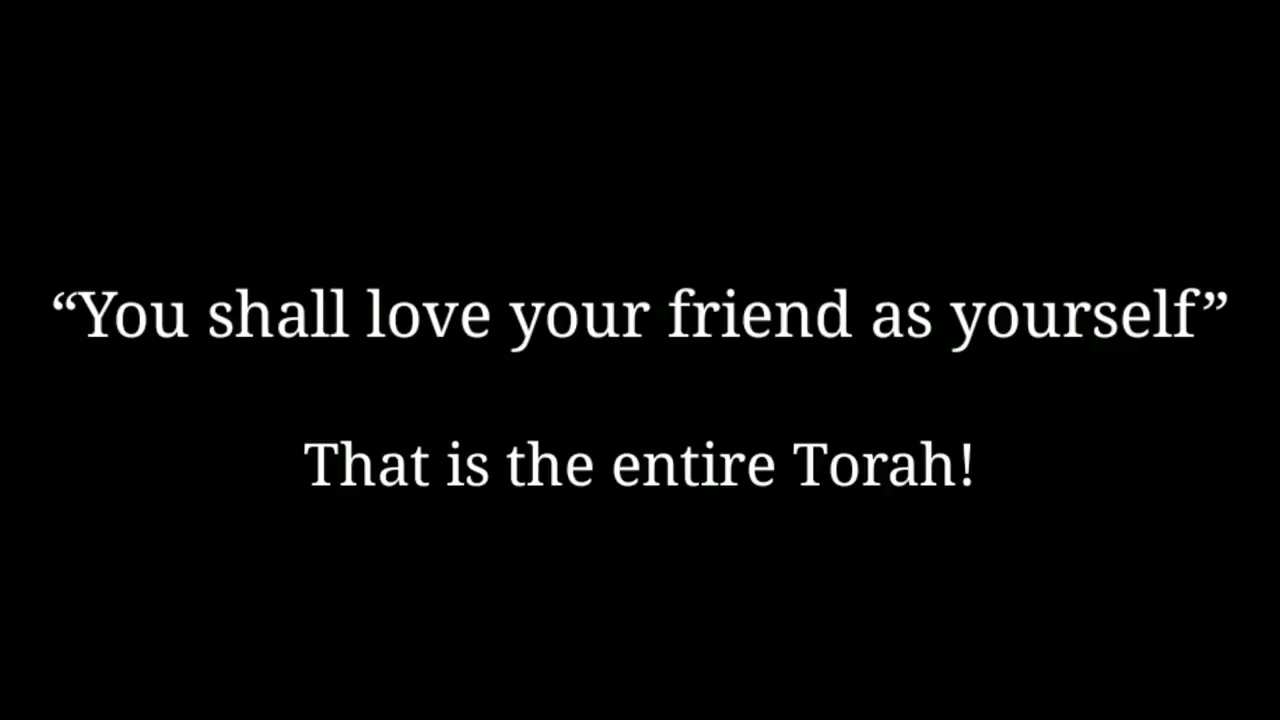 “You shall love your friend as yourself”
That is the entire Torah!